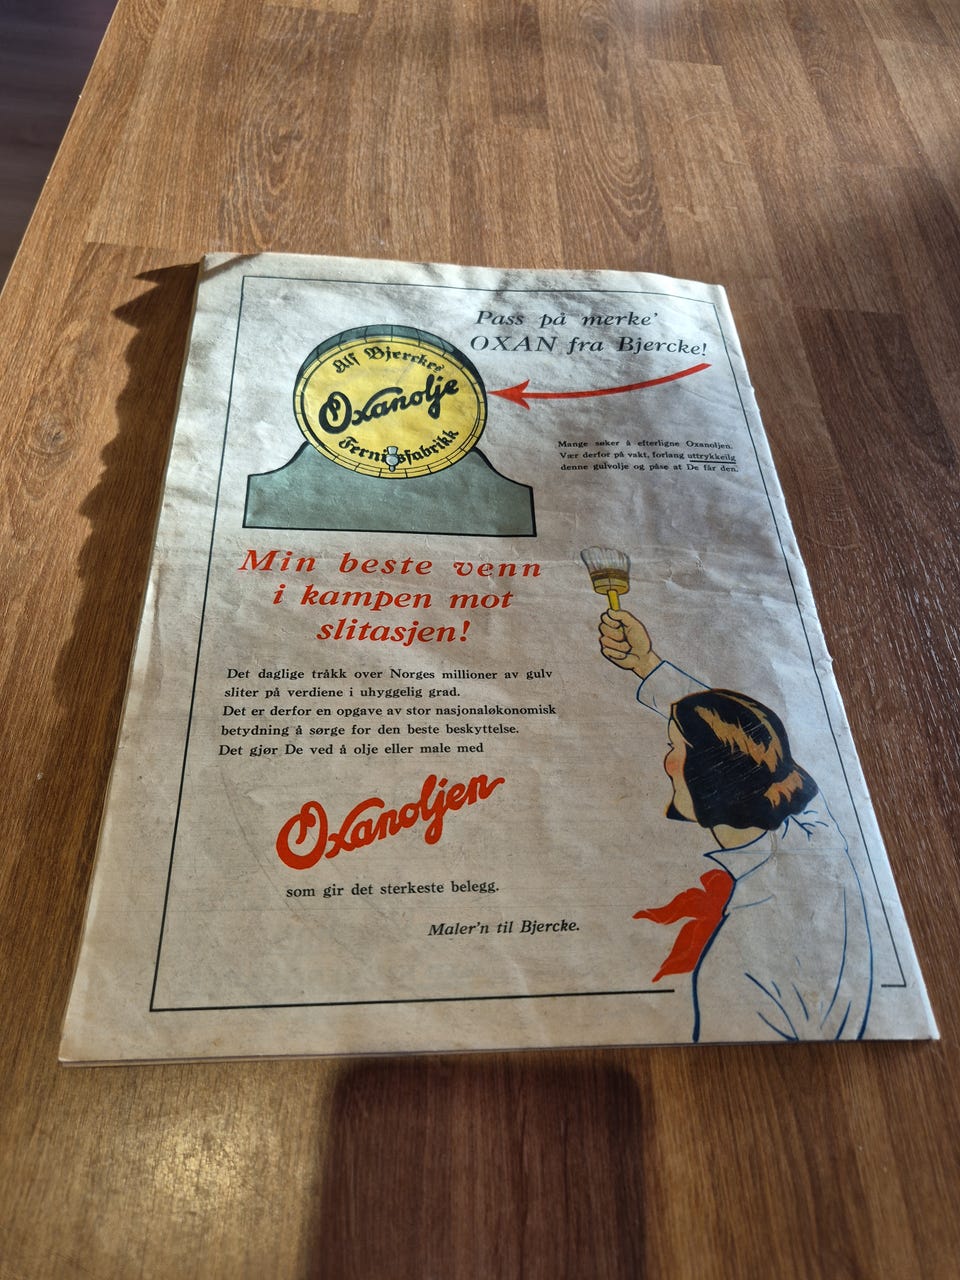 Pass på merke'
OXAN fra Bjercke!
Alf Bjerckes
Oxanolje
Fernissfabrikk
Mange søker å efterligne Oxanoljen.
Vær derfor på vakt, forlang uttrykkeilg
denne gulvolje og påse at De får den.
Min beste venn
i kampen mot
slitasjen!
Det daglige tråkk over Norges millioner av gulv
sliter på verdiene i uhyggelig grad.
Det er derfor en opgave av stor nasjonaløkonomisk
betydning å sørge for den beste beskyttelse.
Det gjør De ved å olje eller male med
Oxanoljen
som gir det sterkeste belegg.
Maler'n til Bjercke.